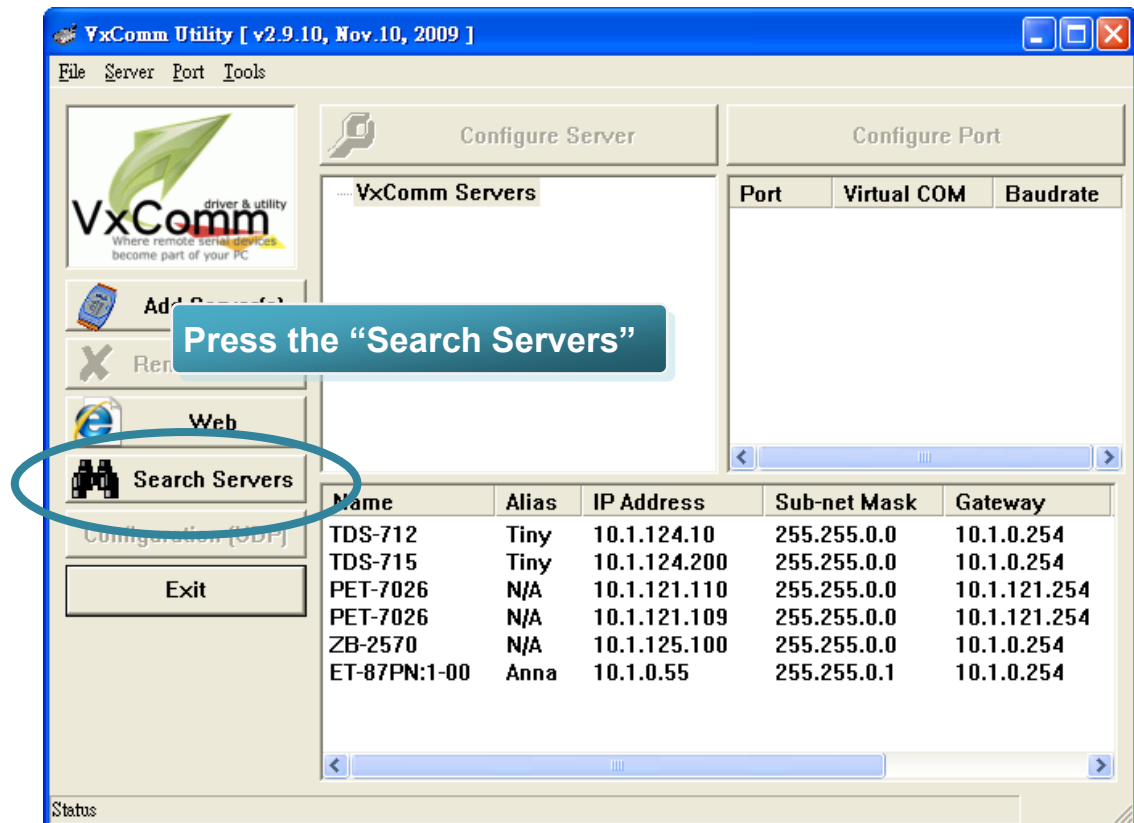 VxComm Utility [ v2.9.10, Nov.10, 2009 ]
File Server Port Tools
VxComm
driver & utility
Where remote serial devices
become part of your PC
Configure Server
Configure Port
VxComm Servers
Port Virtual COM Baudrate
Add
Press the “Search Servers”
Web
Search Servers
Configuration (UDP)
Exit
Name Alias IP Address Sub-net Mask Gateway
TDS-712 Tiny 10.1.124.10 255.255.0.0 10.1.0.254
TDS-715 Tiny 10.1.124.200 255.255.0.0 10.1.0.254
PET-7026 N/A 10.1.121.110 255.255.0.0 10.1.121.254
PET-7026 N/A 10.1.121.109 255.255.0.0 10.1.121.254
ZB-2570 N/A 10.1.125.100 255.255.0.0 10.1.0.254
ET-87PN:1-00 Anna 10.1.0.55 255.255.0.1 10.1.0.254
Status